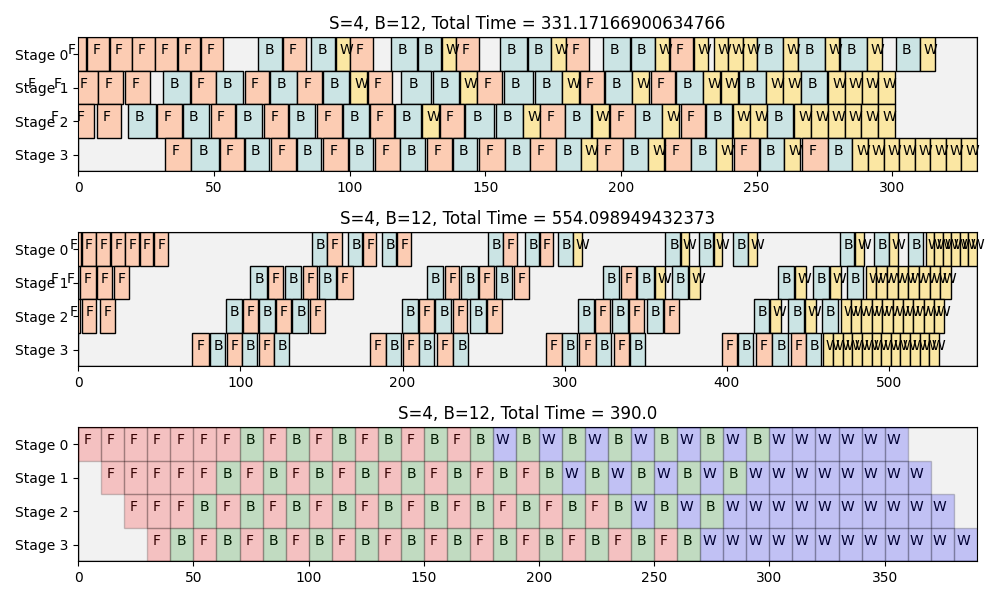 S=4, B=12, Total Time = 331.17166900634766
Stage 0 F F F F F F F B F B W F B B W F B B W F B B W F W W W W B W B W B W B W
Stage 1 F F F F F B F B F B F B W F B B W F B B W F B W F B W W B W W B W W W W
Stage 2 F F F B F B F B F B F B F B W F B B W F B W F B W F B W W B W W W W W W
Stage 3 F B F B F B F B F B F B F B F B W F B W F B W F B W F B W W W W W W W W
0 50 100 150 200 250 300
S=4, B=12, Total Time = 554.098949432373
Stage 0 F F F F F F F B F B F B F B F B F B W B W B W B W B W B W B W W W W W W
Stage 1 F F F F F B F B F B F B F B F B F B F B W B W B W B W B W W W W W W W W
Stage 2 F F F B F B F B F B F B F B F B F B F B F B W B W B W W W W W W W W W W
Stage 3 F B F B F B F B F B F B F B F B F B F B F B F B W W W W W W W W W W W W
0 100 200 300 400 500
S=4, B=12, Total Time = 390.0
Stage 0 F F F F F F F B F B F B F B F B F B W B W B W B W B W B W B W W W W W W
Stage 1 F F F F F B F B F B F B F B F B F B F B W B W B W B W B W W W W W W W W
Stage 2 F F F B F B F B F B F B F B F B F B F B F B W B W B W W W W W W W W W W
Stage 3 F B F B F B F B F B F B F B F B F B F B F B F B W W W W W W W W W W W W
0 50 100 150 200 250 300 350